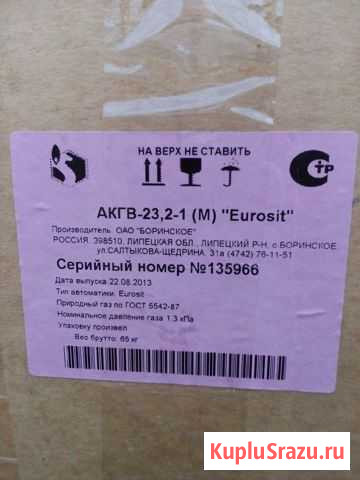 НА ВЕРХ НЕ СТАВИТЬ
АКГВ-23,2-1 (М) "Eurosit"
Производитель: ОАО "БОРИНСКОЕ"
РОССИЯ, 398510, ЛИПЕЦКАЯ ОБЛ., ЛИПЕЦКИЙ Р-Н, с.БОРИНСКОЕ,
ул.САЛТЫКОВА-ЩЕДРИНА, 31а (4742) 76-11-51
Серийный номер №135966
Дата выпуска:22.08.2013
Тип автоматики: Eurosit
Природный газ по ГОСТ 5542-87
Номинальное давление газа: 1.3 кПа
Упаковку произвел
Вес брутто: 65 кг
СТР
KupluSrazu.ru